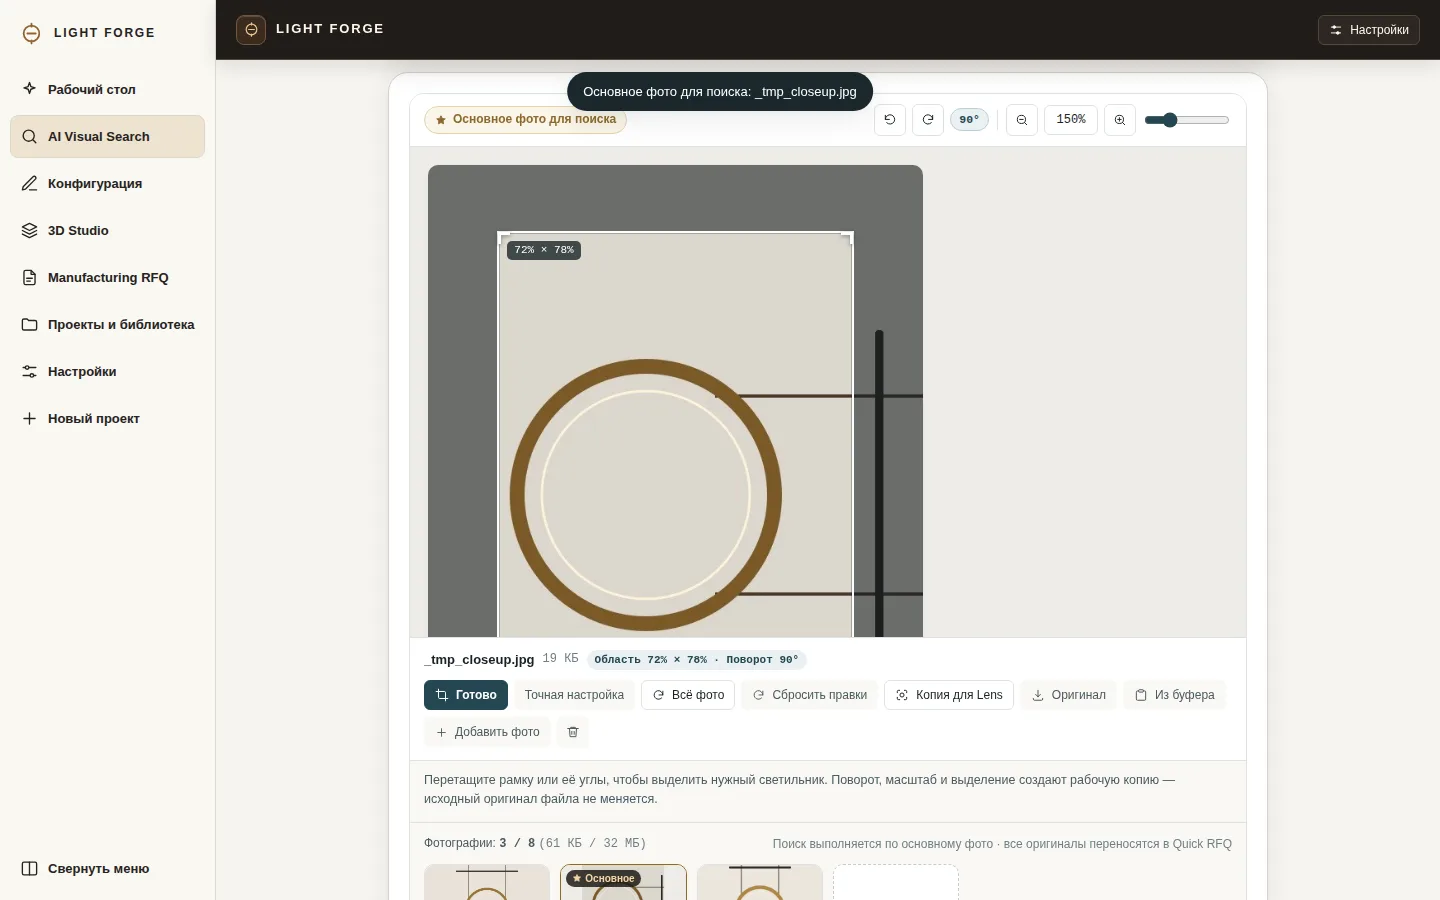 LIGHT FORGE
Рабочий стол
AI Visual Search
Конфигурация
3D Studio
Manufacturing RFQ
Проекты и библиотека
Настройки
Новый проект
Свернуть меню
LIGHT FORGE
Настройки
Основное фото для поиска: _tmp_closeup.jpg
Основное фото для поиска
90°
150%
72% × 78%
_tmp_closeup.jpg 19 КБ Область 72% × 78% · Поворот 90°
Готово Точная настройка Всё фото Сбросить правки Копия для Lens Оригинал Из буфера
Добавить фото
Перетащите рамку или её углы, чтобы выделить нужный светильник. Поворот, масштаб и выделение создают рабочую копию —
исходный оригинал файла не меняется.
Фотографии: 3 / 8 (61 КБ / 32 МБ) Поиск выполняется по основному фото · все оригиналы переносятся в Quick RFQ
Основное